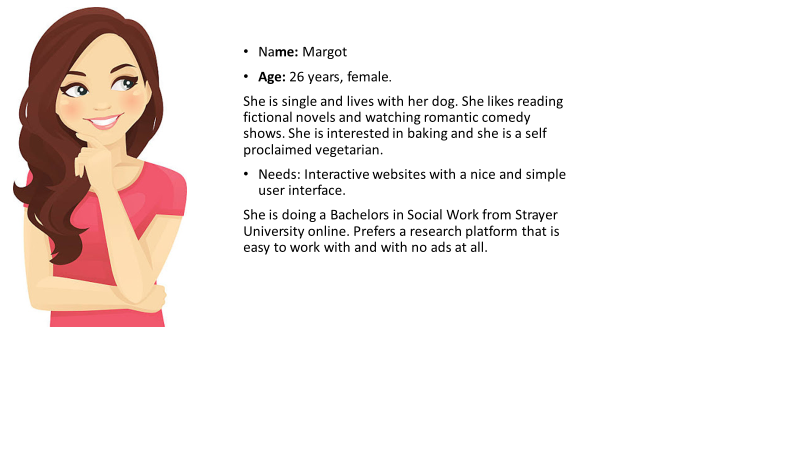 • Name: Margot
• Age: 26 years, female.
She is single and lives with her dog. She likes reading
fictional novels and watching romantic comedy
shows. She is interested in baking and she is a self
proclaimed vegetarian.
• Needs: Interactive websites with a nice and simple
user interface.
She is doing a Bachelors in Social Work from Strayer
University online. Prefers a research platform that is
easy to work with and with no ads at all.